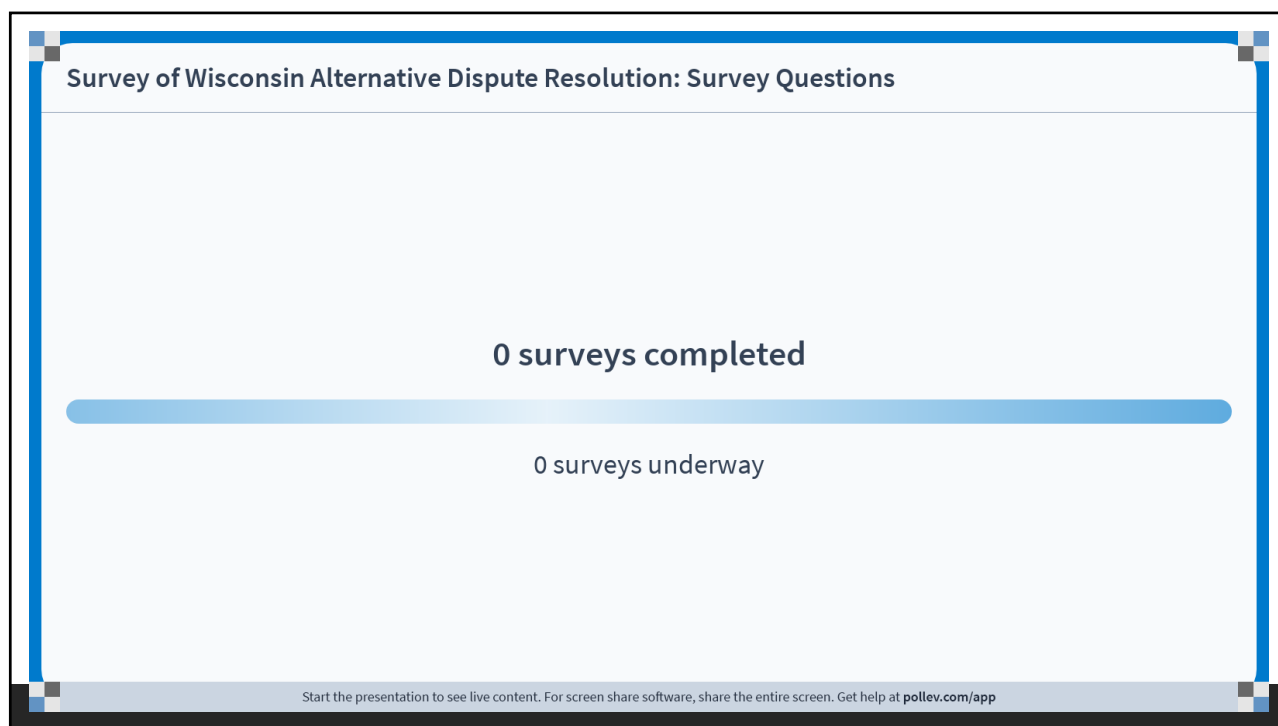 Survey of Wisconsin Alternative Dispute Resolution: Survey Questions
0 surveys completed
0 surveys underway
Start the presentation to see live content. For screen share software, share the entire screen. Get help at pollev.com/app